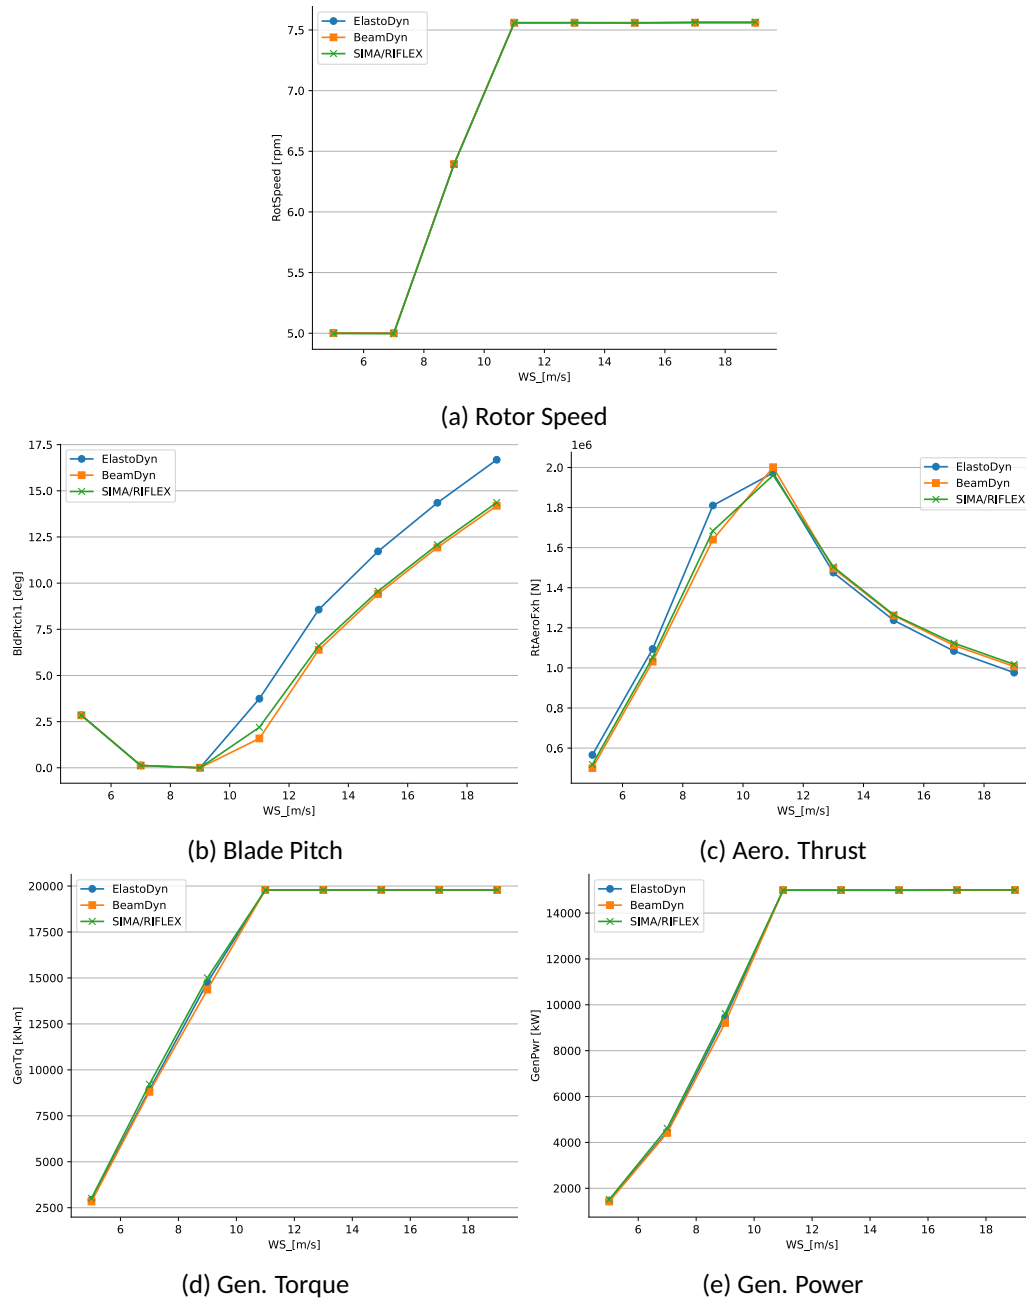 ElastoDyn
BeamDyn
SIMA/RIFLEX
7.5
7.0
6.5
6.0
5.5
5.0
RotSpeed [rpm]
6 8 10 12 14 16 18
WS_[m/s]
(a) Rotor Speed
17.5
15.0
12.5
10.0
7.5
5.0
2.5
0.0
BldPitch1 [deg]
ElastoDyn
BeamDyn
SIMA/RIFLEX
6 8 10 12 14 16 18
WS_[m/s]
(b) Blade Pitch
1e6
2.0
1.8
1.6
1.4
1.2
1.0
0.6
RtAeroFxh [N]
ElastoDyn
BeamDyn
SIMA/RIFLEX
6 8 10 12 14 16 18
WS_[m/s]
(c) Aero. Thrust
20000
17500
15000
12500
10000
7500
5000
2500
GenTq [kN-m]
ElastoDyn
BeamDyn
SIMA/RIFLEX
6 8 10 12 14 16 18
WS_[m/s]
(d) Gen. Torque
14000
12000
10000
8000
6000
4000
2000
GenPwr [kW]
ElastoDyn
BeamDyn
SIMA/RIFLEX
6 8 10 12 14 16 18
WS_[m/s]
(e) Gen. Power